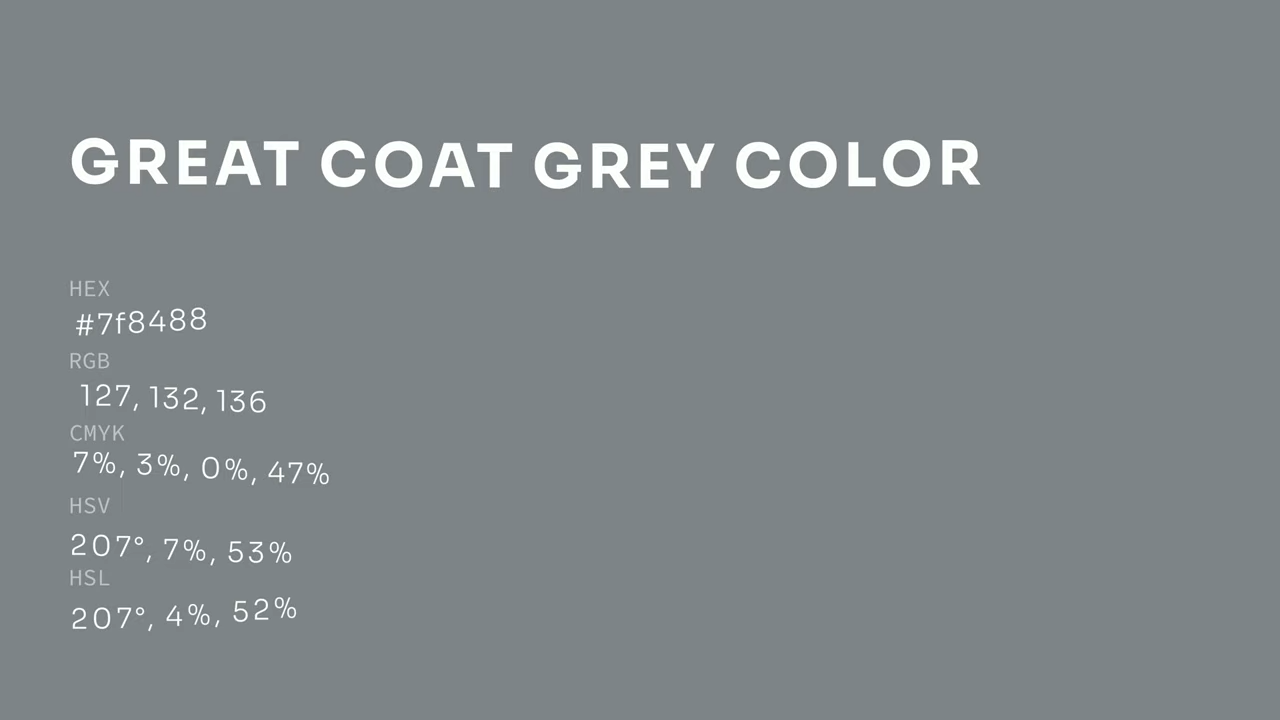 GREAT COAT GREY COLOR
HEX
#7f8488
RGB
127, 132, 136
CMYK
7%, 3%, 0%, 47%
HSV
207°, 7%, 53%
HSL
207°, 4%, 52%